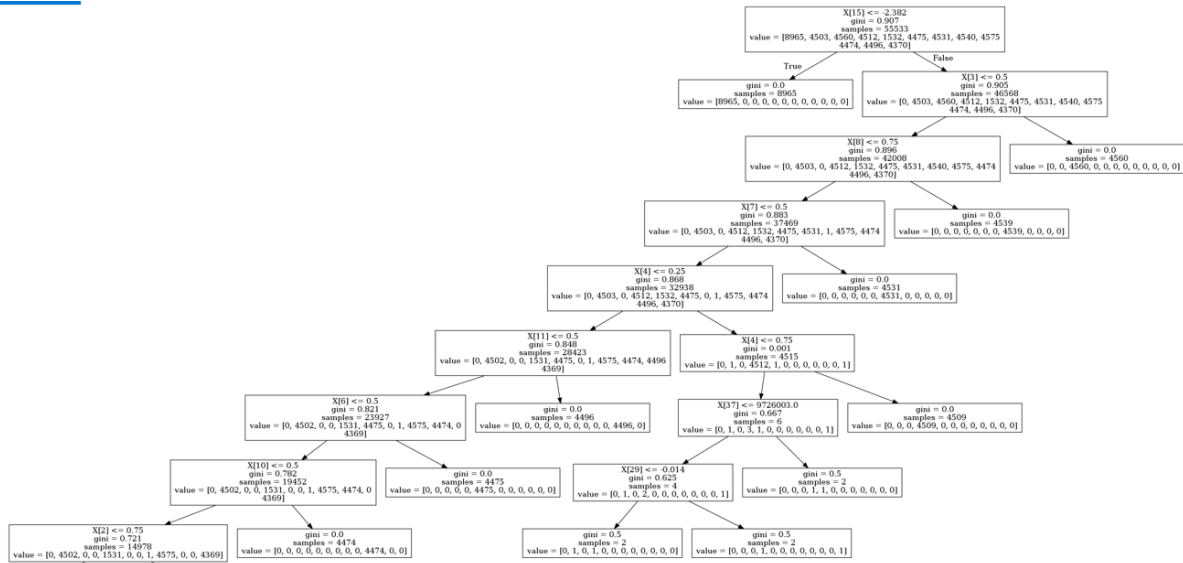 X[15] <= -2.382
gini = 0.907
samples = 55533
value = [8965, 4503, 4560, 4512, 1532, 4475, 4531, 4540, 4575
4474, 4496, 4370]
True
False
gini = 0.0
samples = 8965
value = [8965, 0, 0, 0, 0, 0, 0, 0, 0, 0, 0, 0]
X[3] <= 0.5
gini = 0.905
samples = 46568
value = [0, 4503, 4560, 4512, 1532, 4475, 4531, 4540, 4575
4474, 4496, 4370]
X[8] <= 0.75
gini = 0.896
samples = 42008
value = [0, 4503, 0, 4512, 1532, 4475, 4531, 4540, 4575, 4474
4496, 4370]
gini = 0.0
samples = 4560
value = [0, 0, 4560, 0, 0, 0, 0, 0, 0, 0, 0, 0]
X[7] <= 0.5
gini = 0.883
samples = 37469
value = [0, 4503, 0, 4512, 1532, 4475, 4531, 1, 4575, 4474
4496, 4370]
gini = 0.0
samples = 4539
value = [0, 0, 0, 0, 0, 0, 0, 4539, 0, 0, 0, 0]
X[4] <= 0.25
gini = 0.868
samples = 32938
value = [0, 4503, 0, 4512, 1532, 4475, 0, 1, 4575, 4474
4496, 4370]
gini = 0.0
samples = 4531
value = [0, 0, 0, 0, 0, 0, 4531, 0, 0, 0, 0, 0]
X[11] <= 0.5
gini = 0.848
samples = 28423
value = [0, 4502, 0, 0, 1531, 4475, 0, 1, 4575, 4474, 4496
4369]
X[4] <= 0.75
gini = 0.001
samples = 4515
value = [0, 1, 0, 4512, 1, 0, 0, 0, 0, 0, 0, 1]
X[6] <= 0.5
gini = 0.821
samples = 23927
value = [0, 4502, 0, 0, 1531, 4475, 0, 1, 4575, 4474, 0
4369]
gini = 0.0
samples = 4496
value = [0, 0, 0, 0, 0, 0, 0, 0, 0, 0, 4496, 0]
X[37] <= 9726003.0
gini = 0.667
samples = 6
value = [0, 1, 0, 3, 1, 0, 0, 0, 0, 0, 0, 1]
gini = 0.0
samples = 4509
value = [0, 0, 0, 4509, 0, 0, 0, 0, 0, 0, 0, 0]
X[10] <= 0.5
gini = 0.782
samples = 19452
value = [0, 4502, 0, 0, 1531, 0, 0, 1, 4575, 4474, 0
4369]
gini = 0.0
samples = 4475
value = [0, 0, 0, 0, 0, 4475, 0, 0, 0, 0, 0, 0]
X[29] <= -0.014
gini = 0.625
samples = 4
value = [0, 1, 0, 2, 0, 0, 0, 0, 0, 0, 0, 1]
gini = 0.5
samples = 2
value = [0, 0, 0, 1, 1, 0, 0, 0, 0, 0, 0, 0]
X[2] <= 0.75
gini = 0.721
samples = 14978
value = [0, 4502, 0, 0, 1531, 0, 0, 1, 4575, 0, 0, 4369]
gini = 0.0
samples = 4474
value = [0, 0, 0, 0, 0, 0, 0, 0, 0, 4474, 0, 0]
gini = 0.5
samples = 2
value = [0, 1, 0, 1, 0, 0, 0, 0, 0, 0, 0, 0]
gini = 0.5
samples = 2
value = [0, 0, 0, 1, 0, 0, 0, 0, 0, 0, 0, 1]